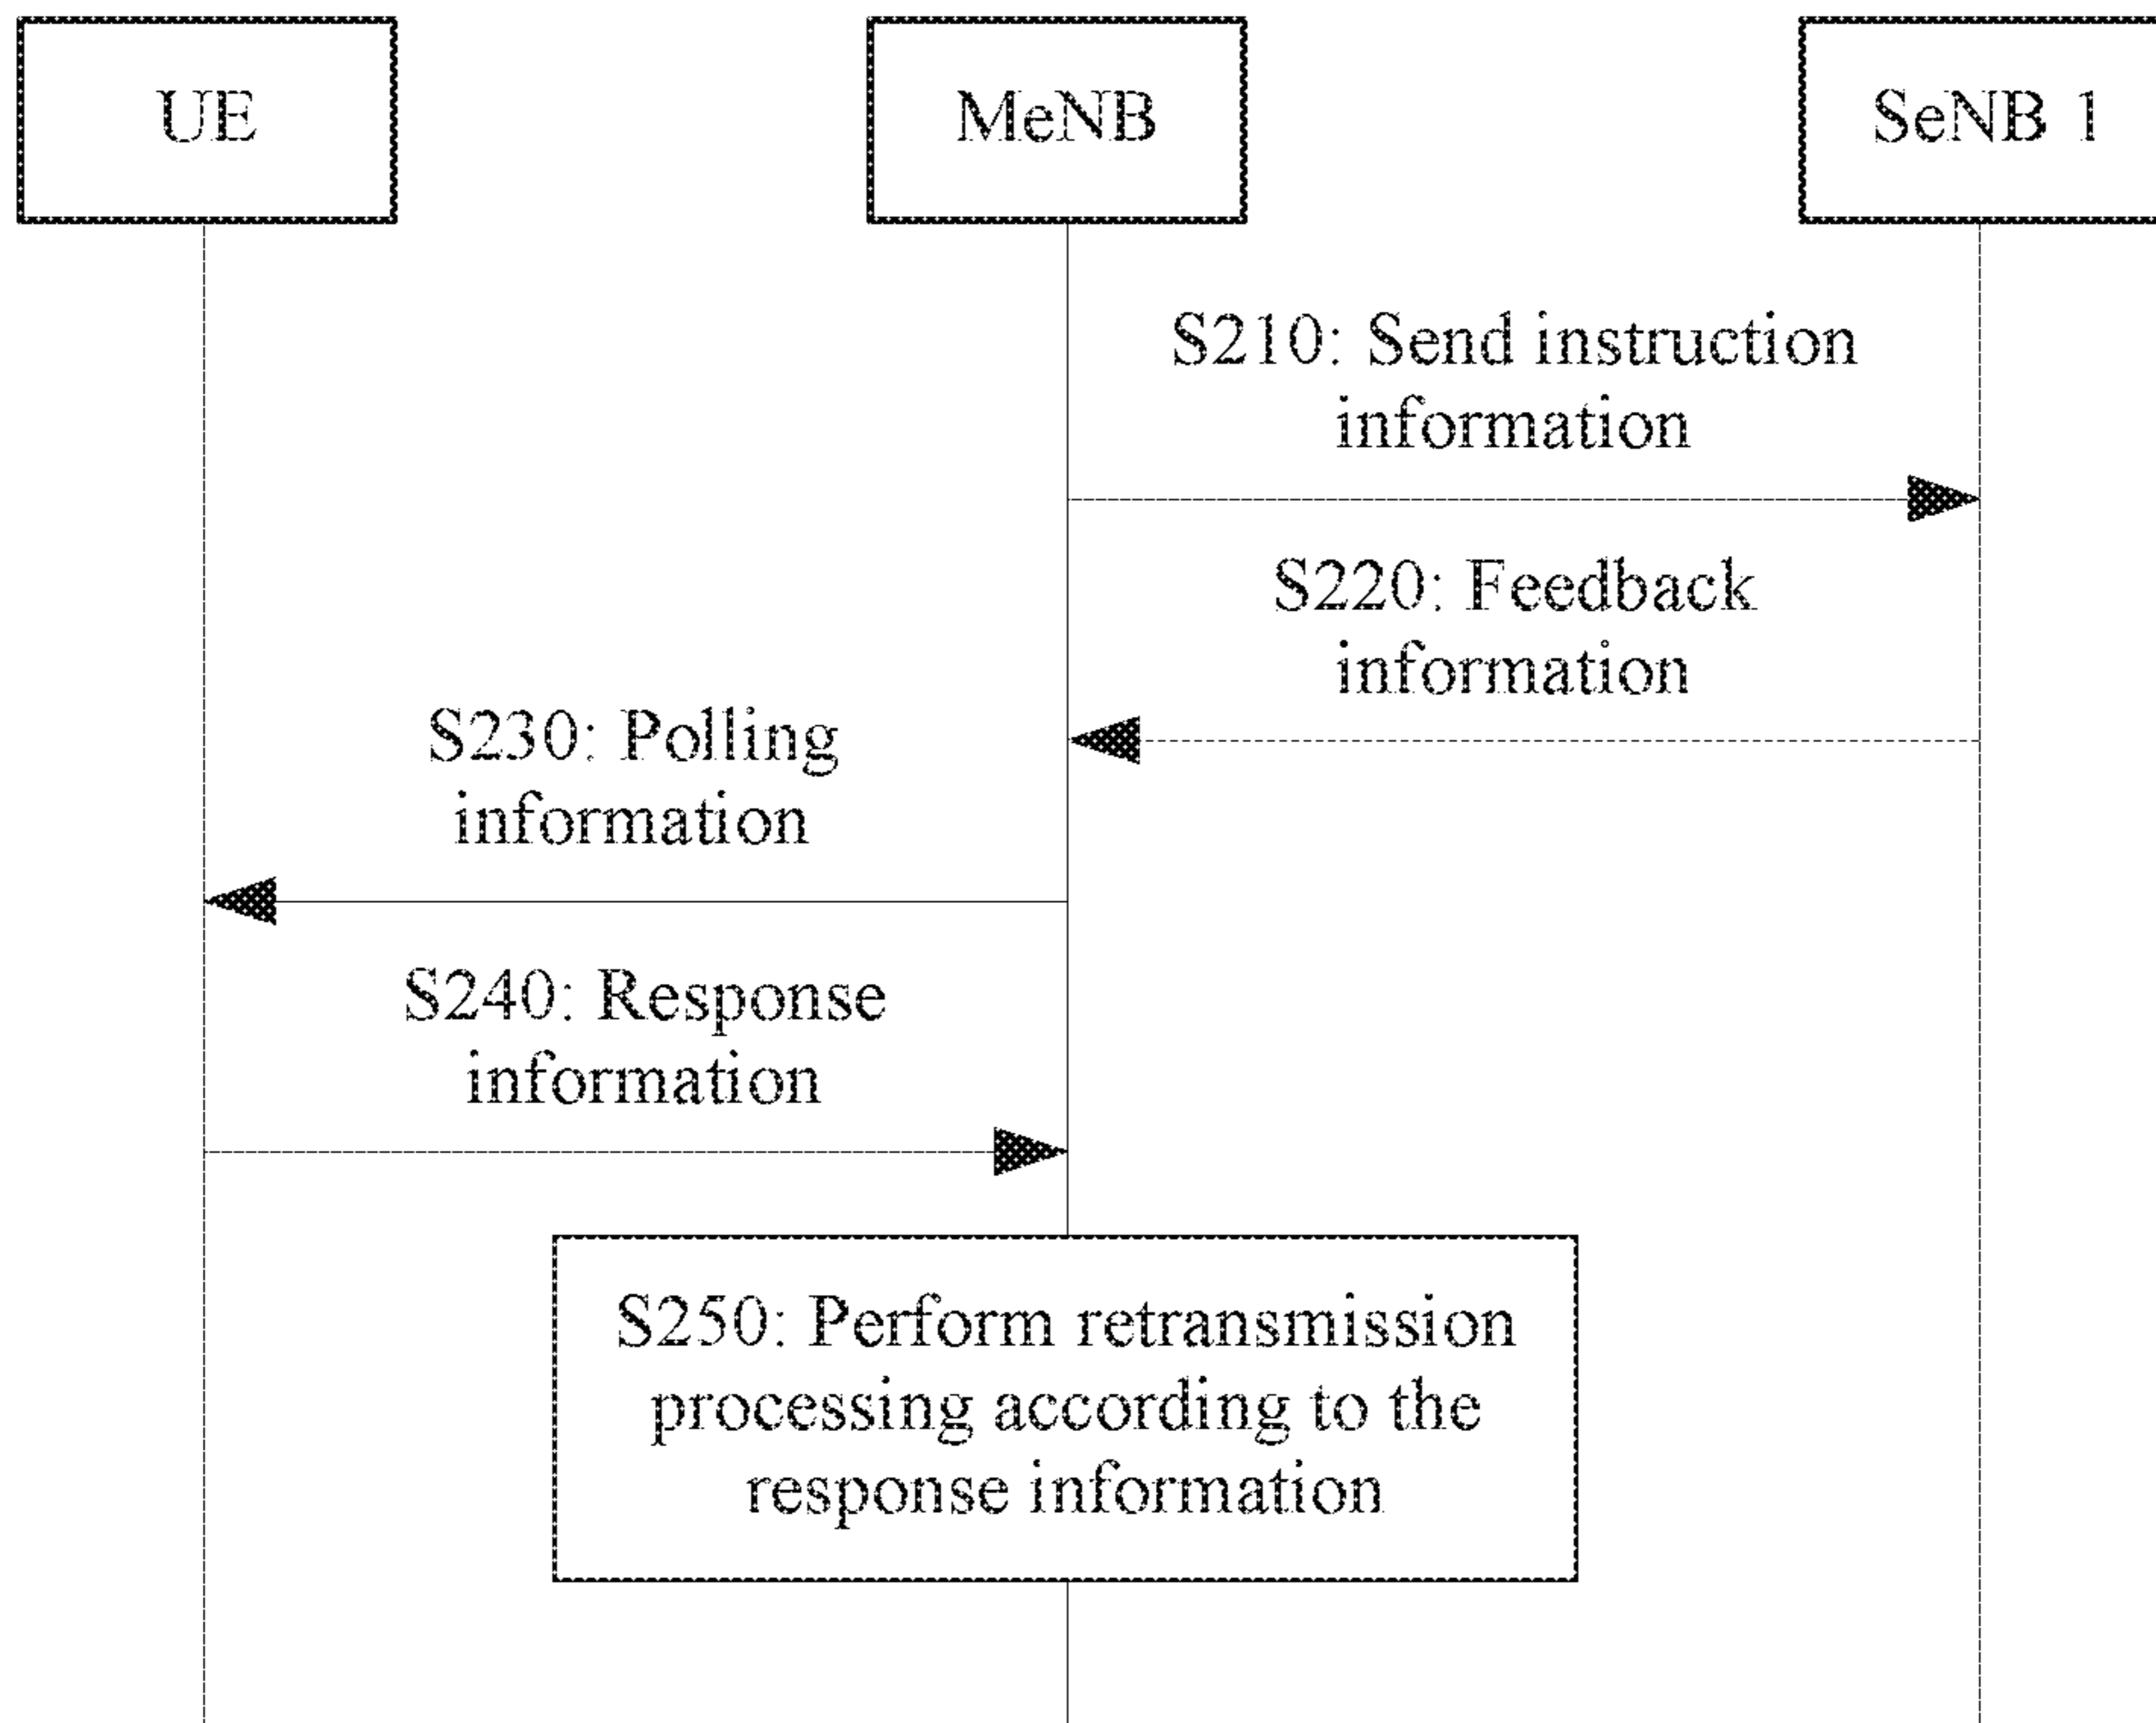 UE
MeNB
SeNB 1
S210: Send instruction
information
S220: Feedback
information
S230: Polling
information
S240: Response
information
S250: Perform retransmission
processing according to the
response information